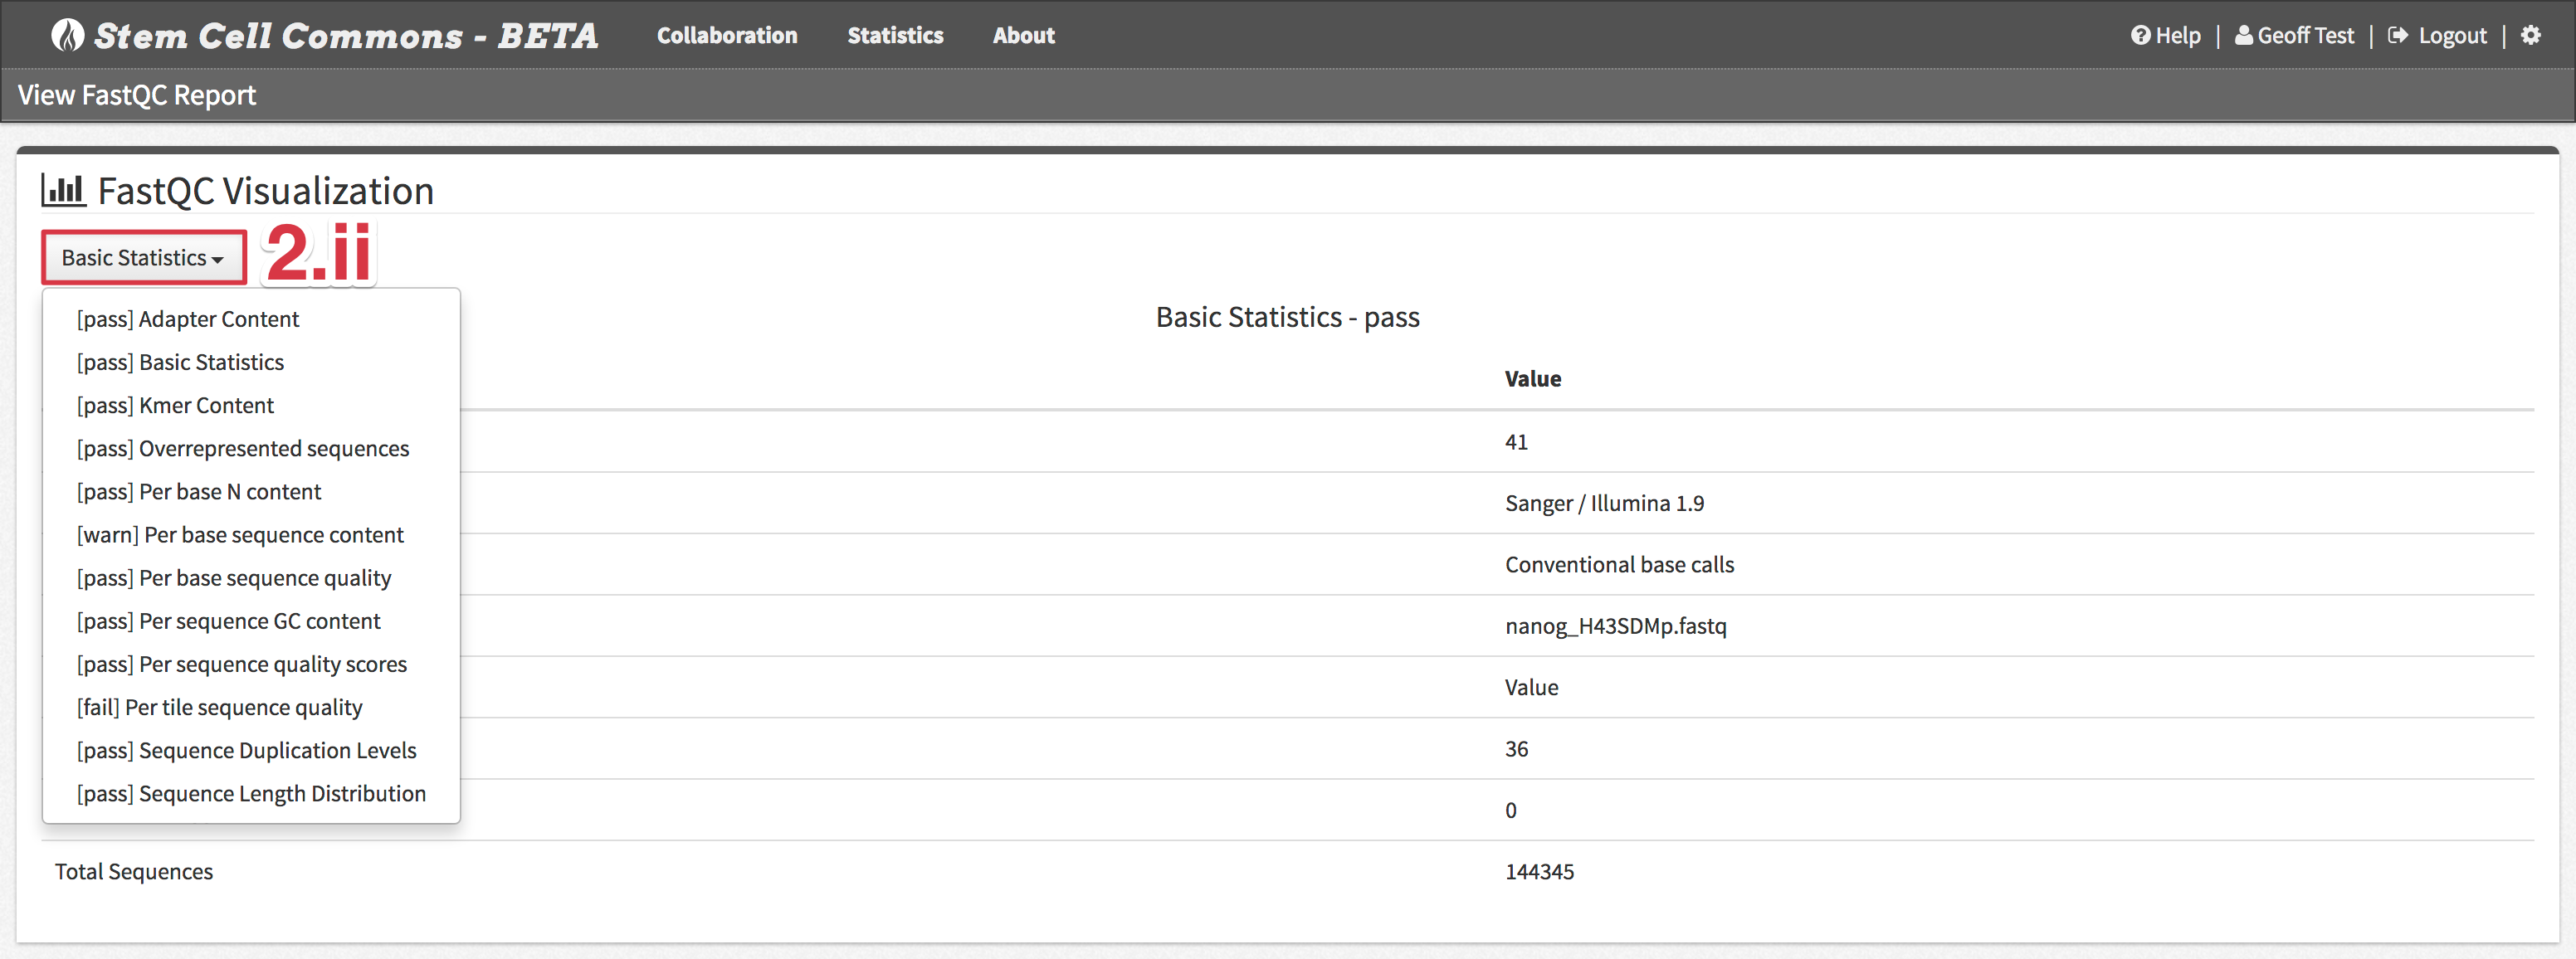 Stem Cell Commons - BETA Collaboration Statistics About Help | Geoff Test | Logout |
View FastQC Report
FastQC Visualization
Basic Statistics 2.ii
[pass] Adapter Content
[pass] Basic Statistics
[pass] Kmer Content
[pass] Overrepresented sequences
[pass] Per base N content
[warn] Per base sequence content
[pass] Per base sequence quality
[pass] Per sequence GC content
[pass] Per sequence quality scores
[fail] Per tile sequence quality
[pass] Sequence Duplication Levels
[pass] Sequence Length Distribution
Basic Statistics - pass
Value
41
Sanger / Illumina 1.9
Conventional base calls
nanog_H43SDMp.fastq
Value
36
0
Total Sequences 144345